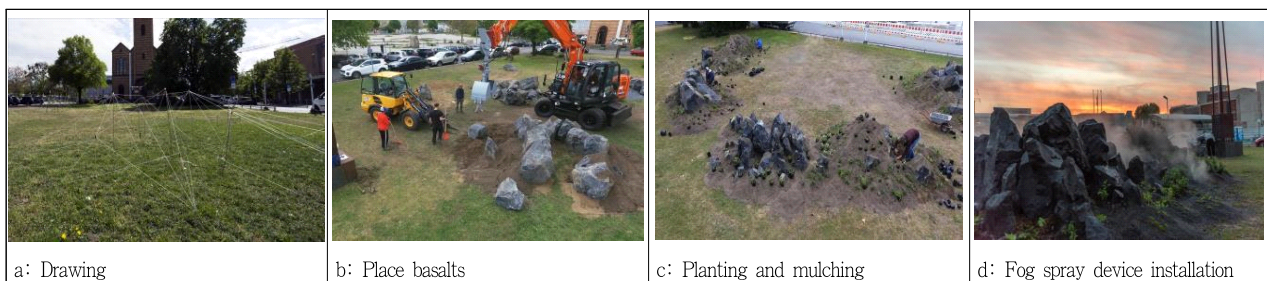 a: Drawing
b: Place basalts
c: Planting and mulching
d: Fog spray device installation